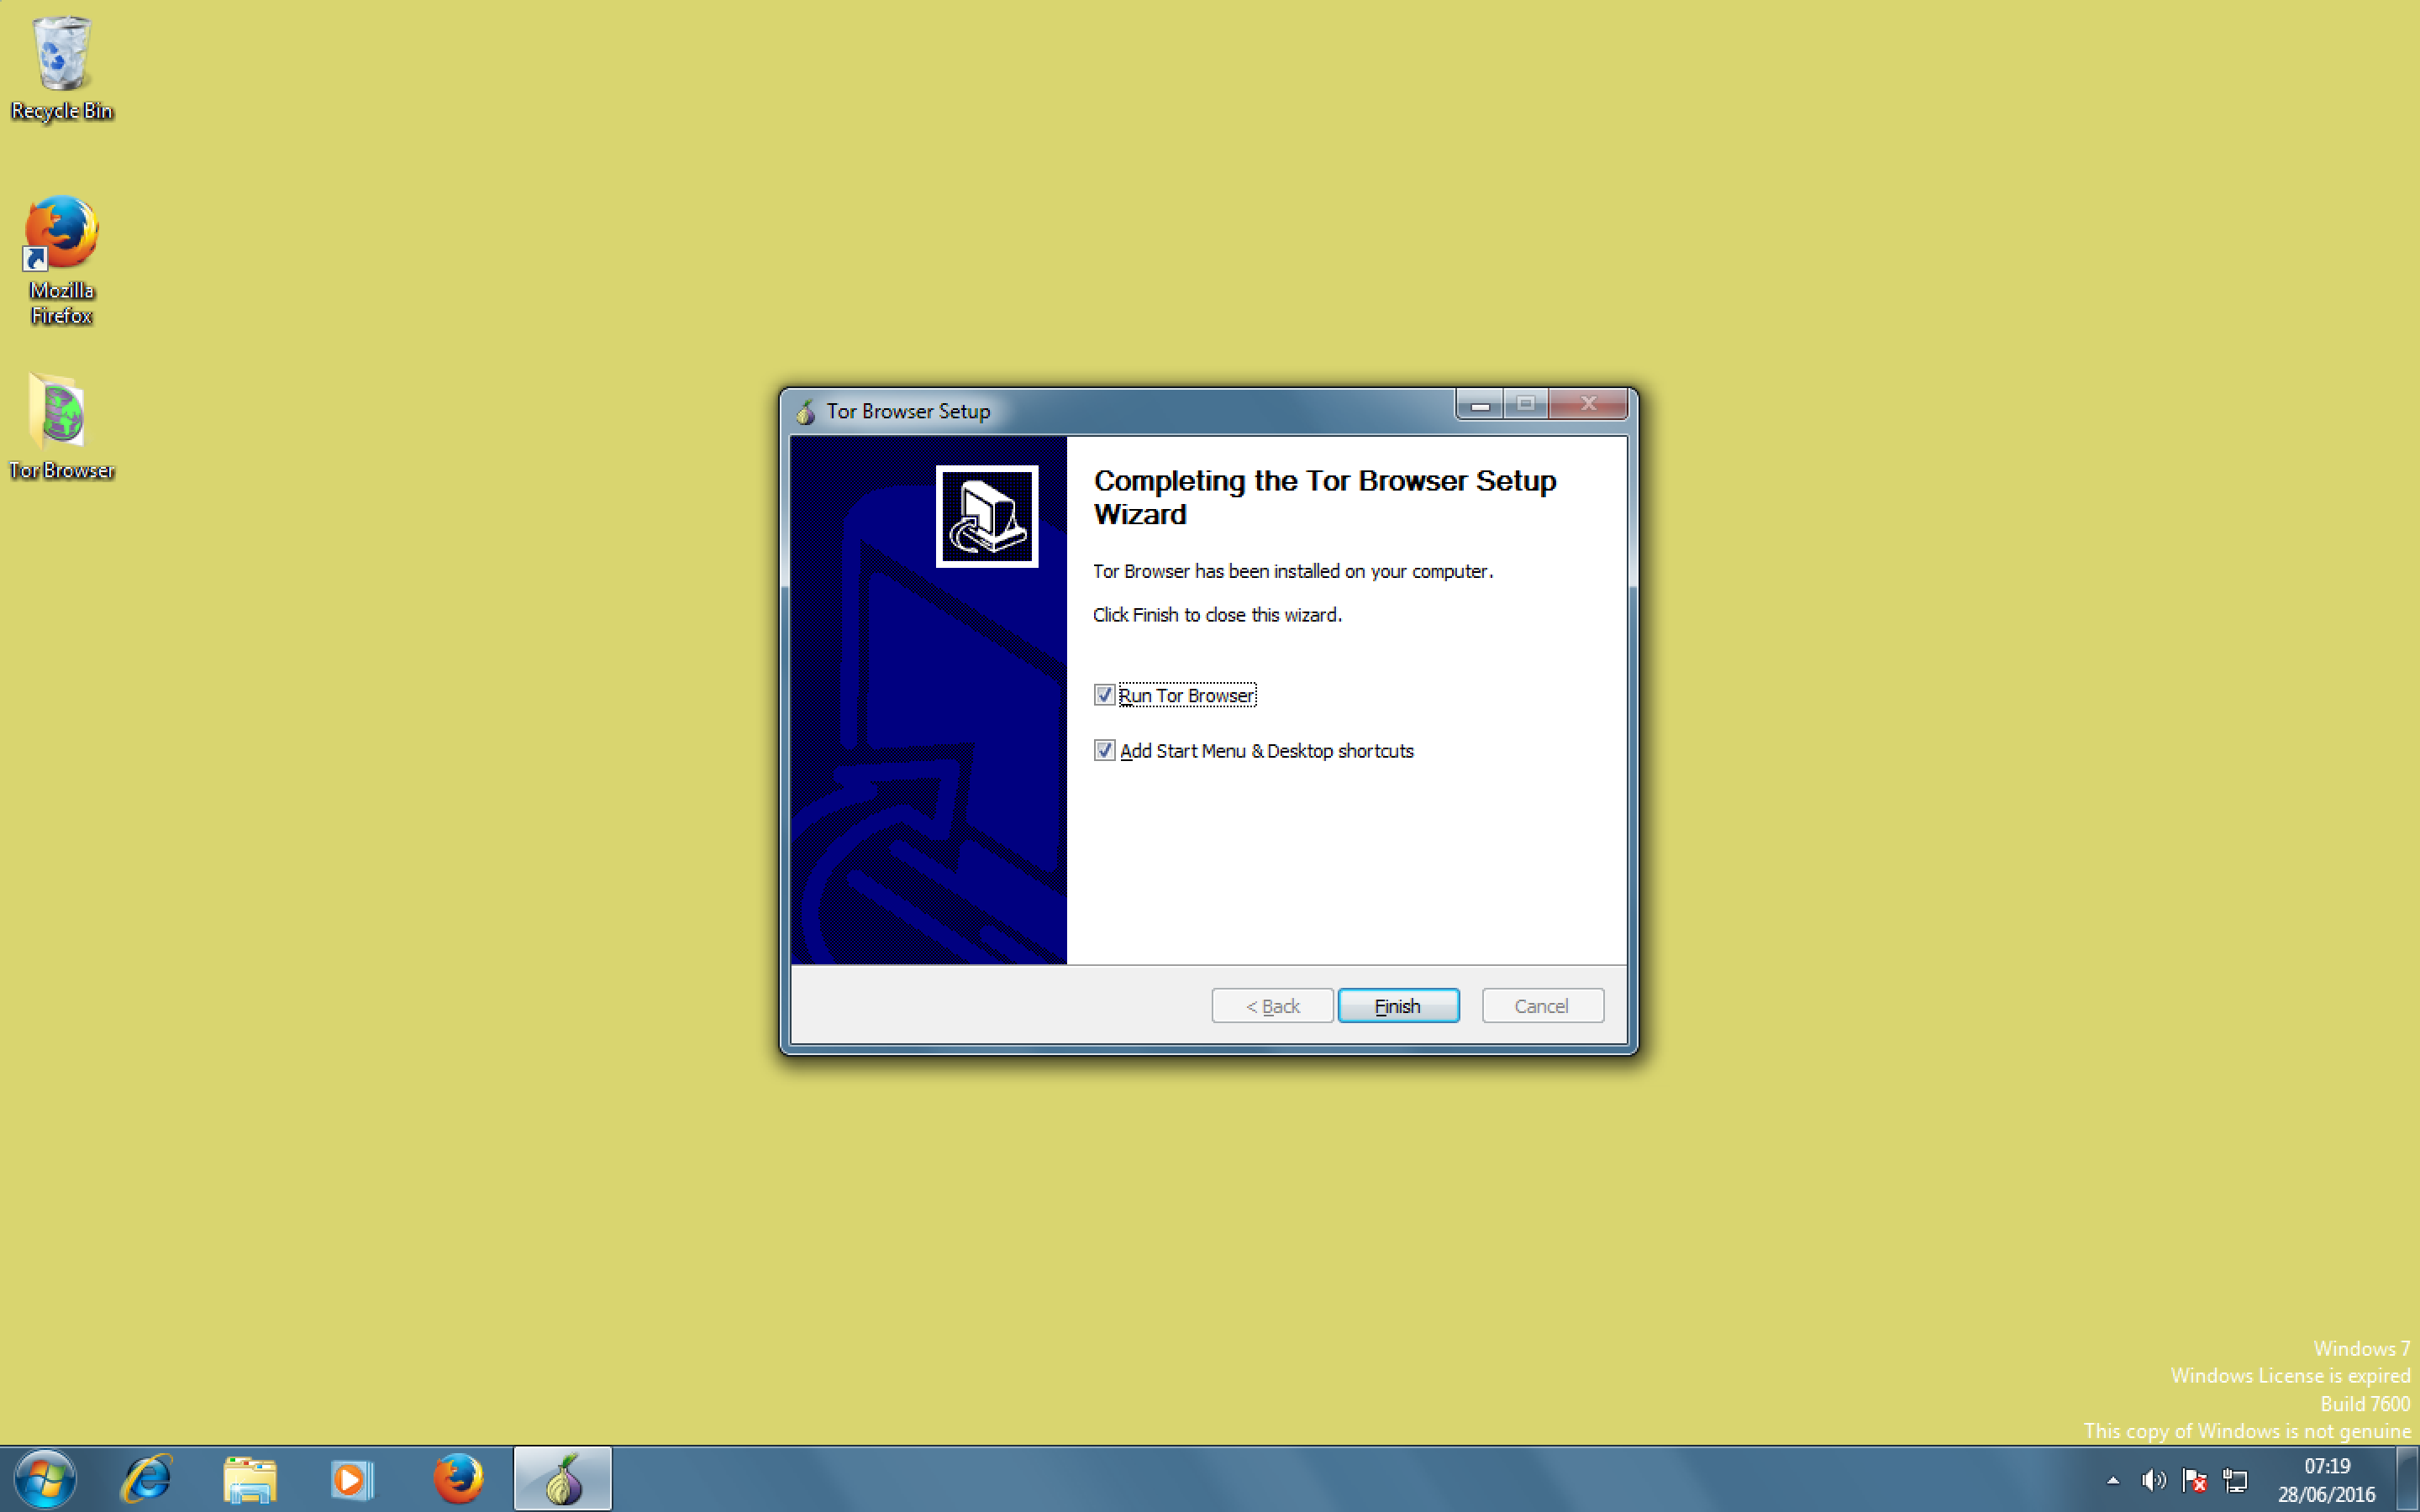 Recycle Bin
Mozilla
Firefox
Tor Browser
Tor Browser Setup
Completing the Tor Browser Setup
Wizard
Tor Browser has been installed on your computer.
Click Finish to close this wizard.
Run Tor Browser
Add Start Menu & Desktop shortcuts
< Back
Finish
Cancel
Windows 7
Windows License is expired
Build 7600
This copy of Windows is not genuine
07:19
28/06/2016